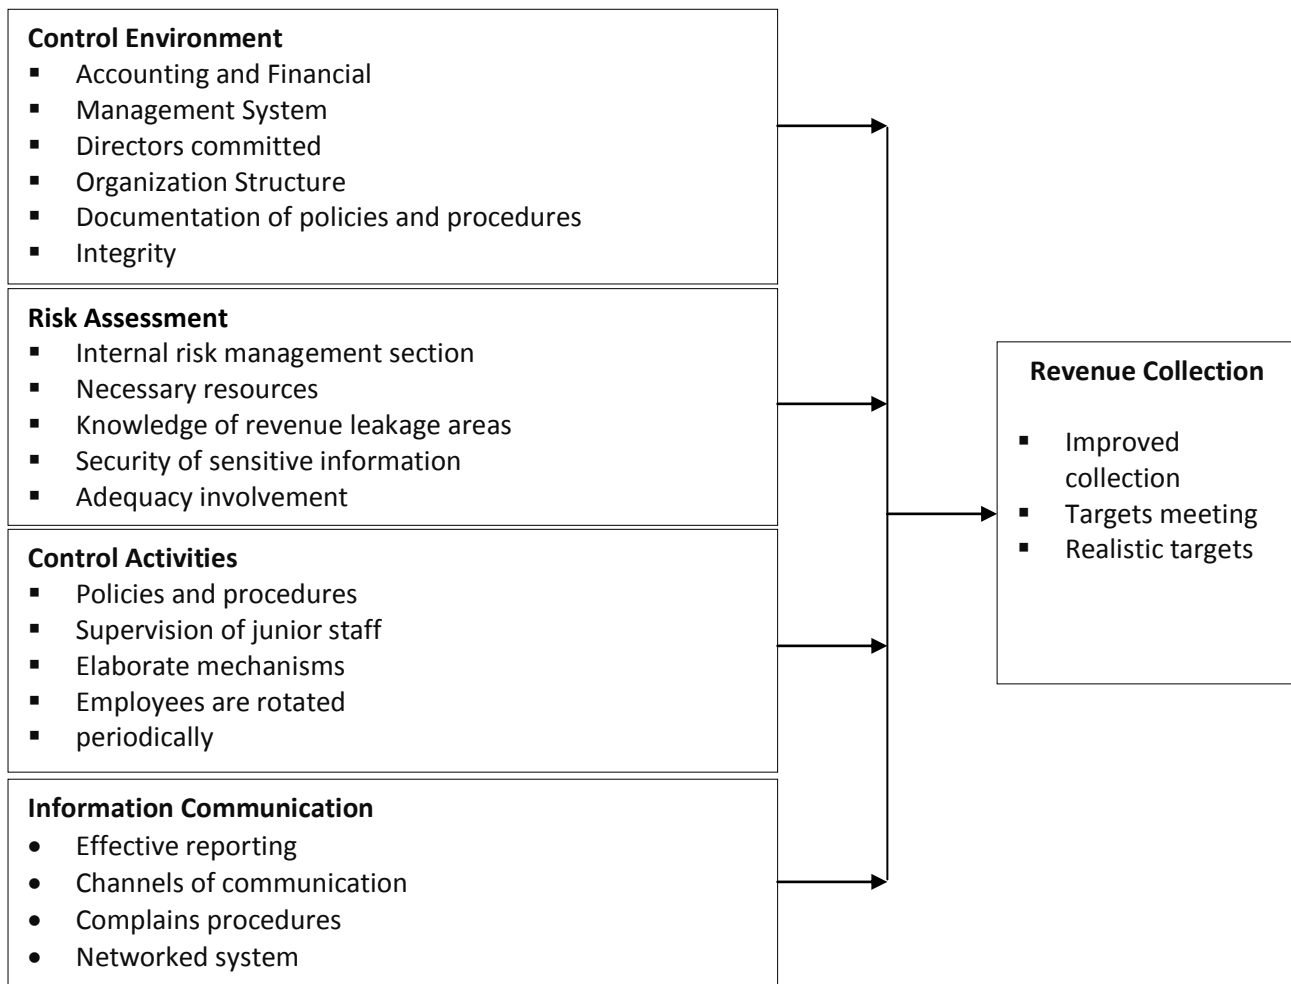 Control Environment
▪ Accounting and Financial
▪ Management System
▪ Directors committed
▪ Organization Structure
▪ Documentation of policies and procedures
▪ Integrity
Risk Assessment
▪ Internal risk management section
▪ Necessary resources
▪ Knowledge of revenue leakage areas
▪ Security of sensitive information
▪ Adequacy involvement
Control Activities
▪ Policies and procedures
▪ Supervision of junior staff
▪ Elaborate mechanisms
▪ Employees are rotated
▪ periodically
Information Communication
• Effective reporting
• Channels of communication
• Complains procedures
• Networked system
Revenue Collection
▪ Improved
collection
▪ Targets meeting
▪ Realistic targets